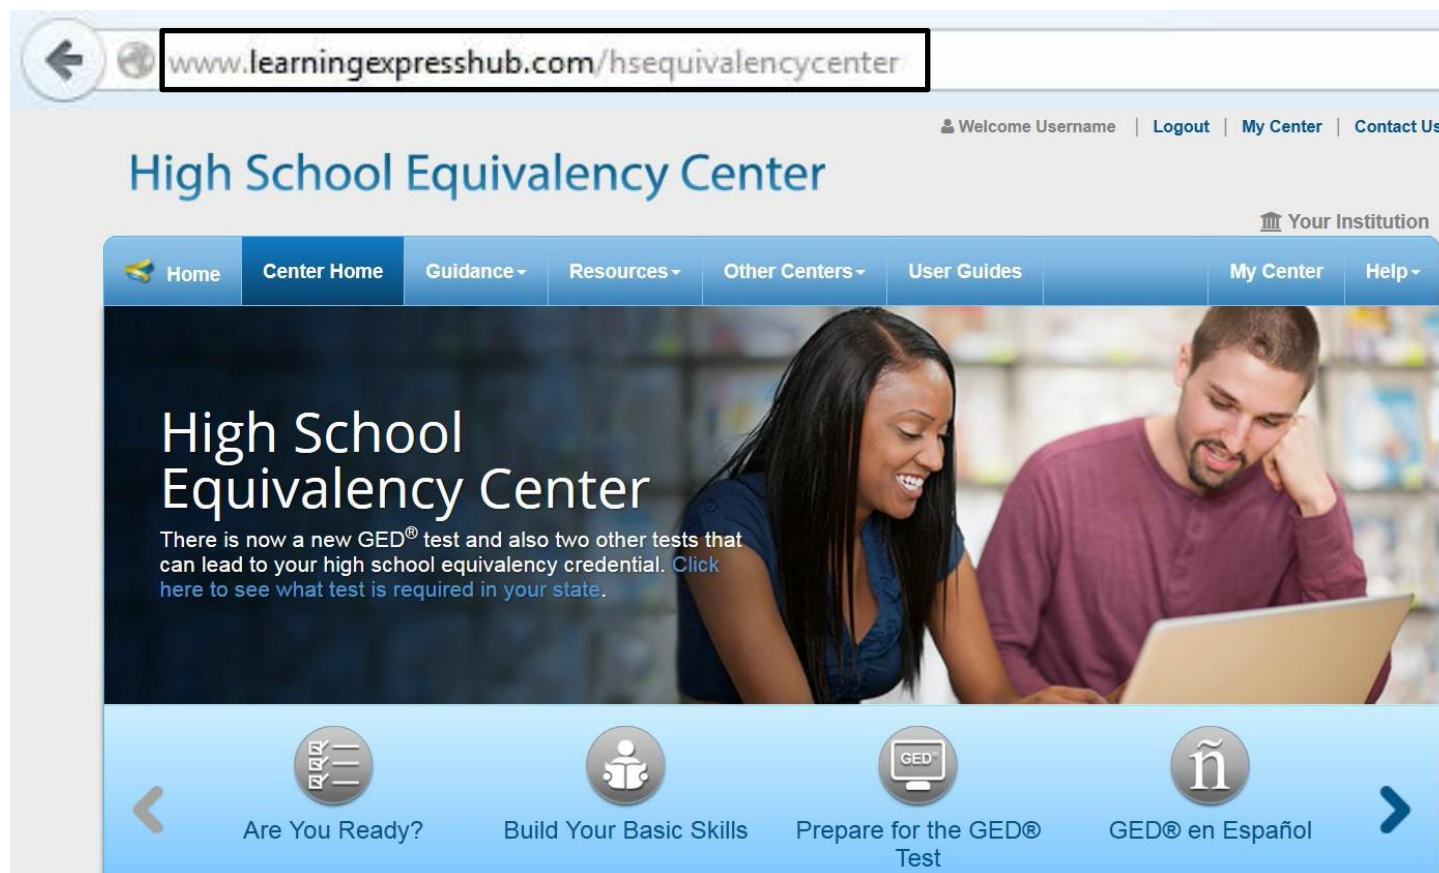 www.learningexpresshub.com/hsequivalencycenter
Welcome Username | Logout | My Center | Contact Us
High School Equivalency Center
Your Institution
Home Center Home Guidance Resources Other Centers User Guides My Center Help
High School
Equivalency Center
There is now a new GED® test and also two other tests that
can lead to your high school equivalency credential. Click
here to see what test is required in your state.
GED®
ñ
Are You Ready? Build Your Basic Skills Prepare for the GED® GED® en Español
Test